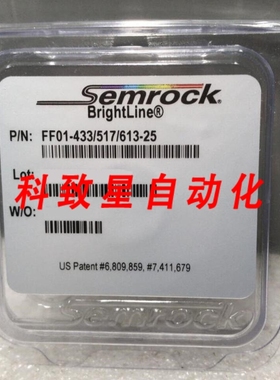 Semrock®
BrightLine®
P/N: FF01-433/517/613-25
Lot:
科致星自动化
W/O:
US Patent #6,809,859, #7,411,679
Semrock